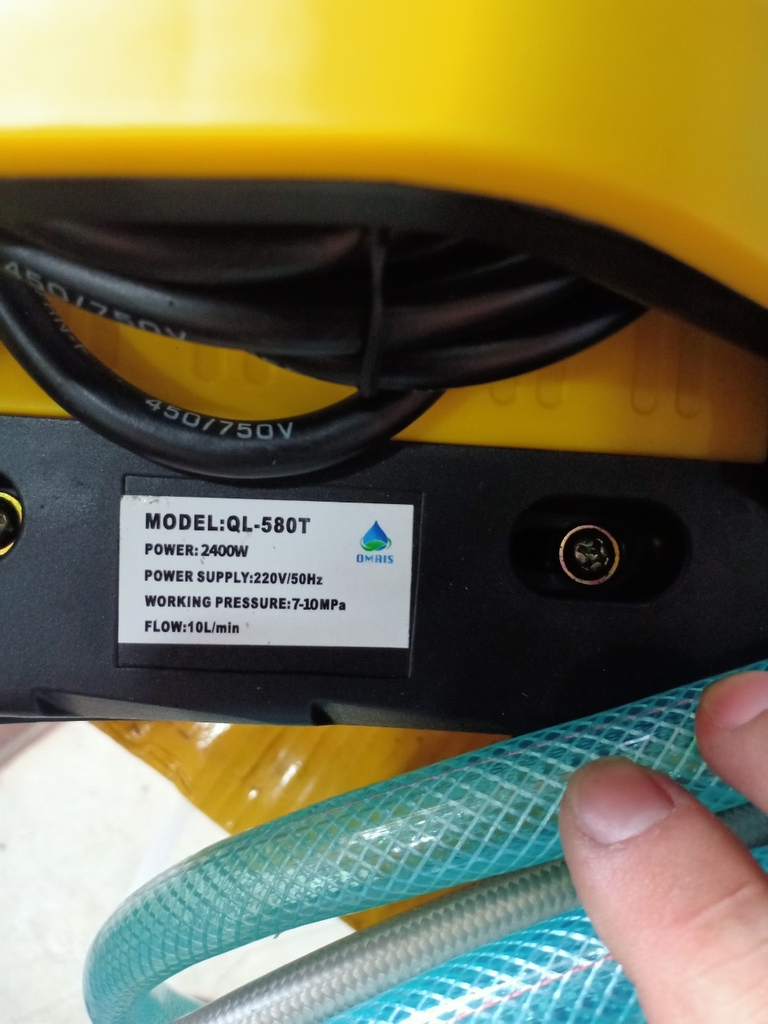 450/750V
450/750V
MODEL:QL-580T
POWER: 2400W
OMAIS
POWER SUPPLY:220V/50Hz
WORKING PRESSURE:7-10MPa
FLOW:10L/min